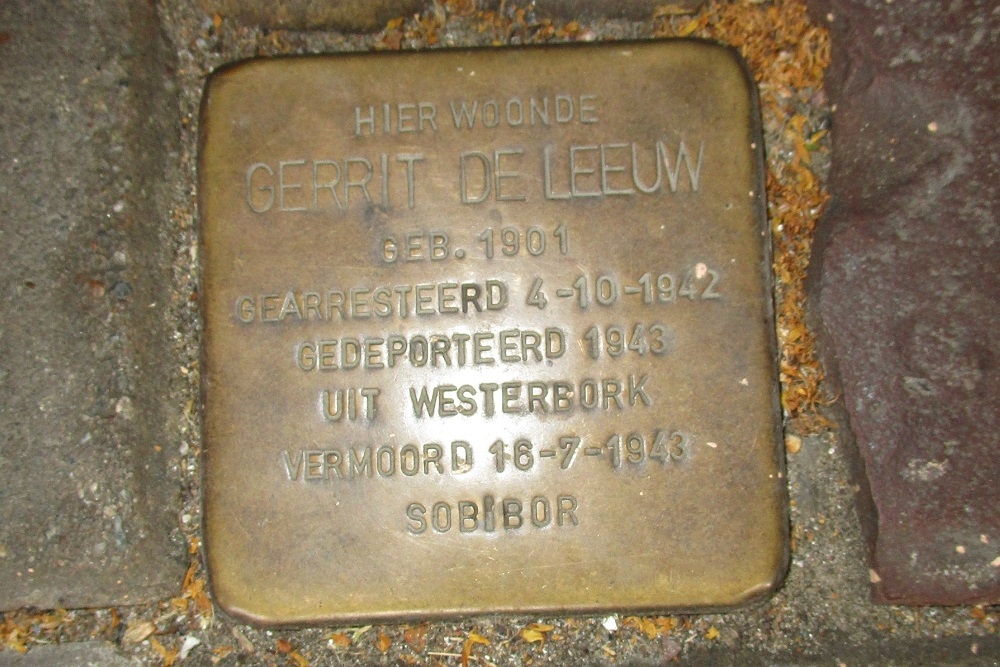 HIER WOONDE
GERRIT DE LEEUW
GEB. 1901
GEARRESTEERD 4-10-1942
GEDEPORTEERD 1943
UIT WESTERBORK
VERMOORD 16-7-1943
SOBIBOR